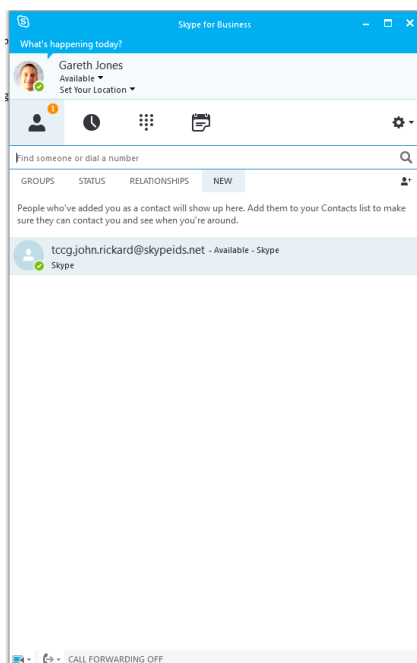 Skype for Business
What's happening today?
Gareth Jones
Available
Set Your Location
1
Find someone or dial a number
GROUPS STATUS RELATIONSHIPS NEW
People who've added you as a contact will show up here. Add them to your Contacts list to make
sure they can contact you and see when you're around.
tccg.john.rickard@skypeids.net - Available - Skype
Skype
CALL FORWARDING OFF